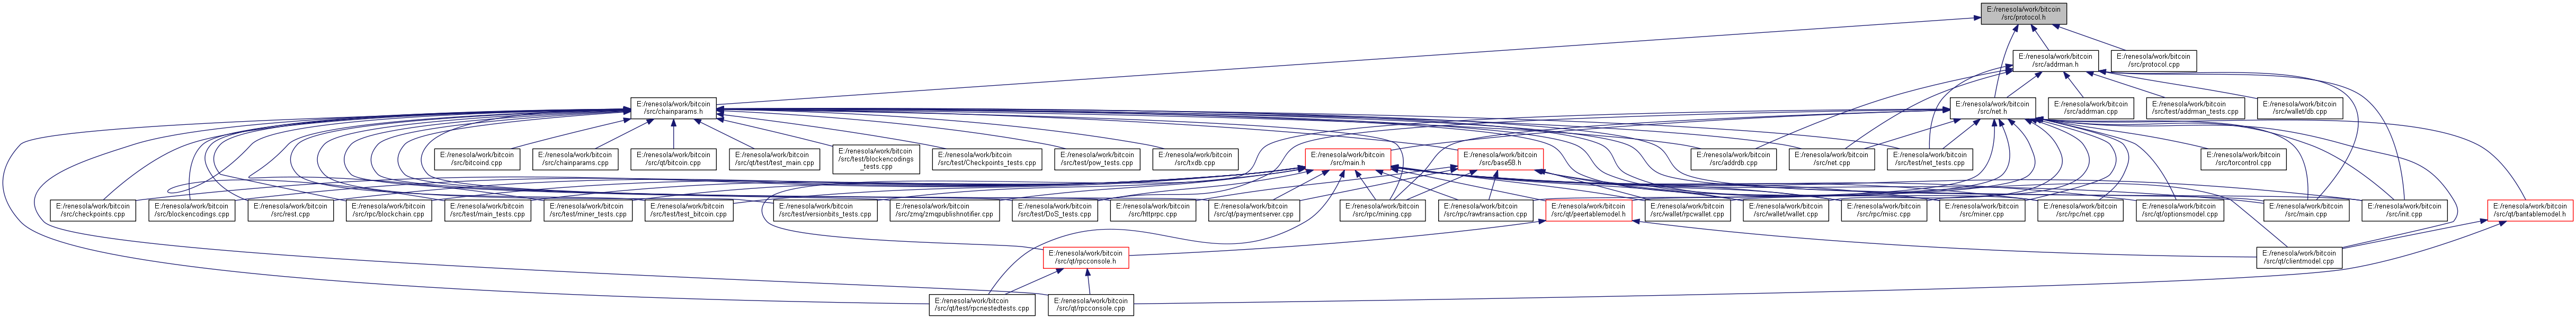 E:/renesola/work/bitcoin
/src/protocol.h
E:/renesola/work/bitcoin
/src/addrman.h
E:/renesola/work/bitcoin
/src/protocol.cpp
E:/renesola/work/bitcoin
/src/chainparams.h
E:/renesola/work/bitcoin
/src/net.h
E:/renesola/work/bitcoin
/src/addrman.cpp
E:/renesola/work/bitcoin
/src/test/addrman_tests.cpp
E:/renesola/work/bitcoin
/src/wallet/db.cpp
E:/renesola/work/bitcoin
/src/bitcoind.cpp
E:/renesola/work/bitcoin
/src/chainparams.cpp
E:/renesola/work/bitcoin
/src/qt/bitcoin.cpp
E:/renesola/work/bitcoin
/src/qt/test/test_main.cpp
E:/renesola/work/bitcoin
/src/test/blockencodings
_tests.cpp
E:/renesola/work/bitcoin
/src/test/Checkpoints_tests.cpp
E:/renesola/work/bitcoin
/src/test/pow_tests.cpp
E:/renesola/work/bitcoin
/src/txdb.cpp
E:/renesola/work/bitcoin
/src/main.h
E:/renesola/work/bitcoin
/src/base58.h
E:/renesola/work/bitcoin
/src/addrdb.cpp
E:/renesola/work/bitcoin
/src/net.cpp
E:/renesola/work/bitcoin
/src/test/net_tests.cpp
E:/renesola/work/bitcoin
/src/torcontrol.cpp
E:/renesola/work/bitcoin
/src/checkpoints.cpp
E:/renesola/work/bitcoin
/src/blockencodings.cpp
E:/renesola/work/bitcoin
/src/rest.cpp
E:/renesola/work/bitcoin
/src/rpc/blockchain.cpp
E:/renesola/work/bitcoin
/src/test/main_tests.cpp
E:/renesola/work/bitcoin
/src/test/miner_tests.cpp
E:/renesola/work/bitcoin
/src/test/test_bitcoin.cpp
E:/renesola/work/bitcoin
/src/test/versionbits_tests.cpp
E:/renesola/work/bitcoin
/src/zmq/zmqpublishnotifier.cpp
E:/renesola/work/bitcoin
/src/test/DoS_tests.cpp
E:/renesola/work/bitcoin
/src/httprpc.cpp
E:/renesola/work/bitcoin
/src/qt/paymentserver.cpp
E:/renesola/work/bitcoin
/src/rpc/mining.cpp
E:/renesola/work/bitcoin
/src/rpc/rawtransaction.cpp
E:/renesola/work/bitcoin
/src/qt/peertablemodel.h
E:/renesola/work/bitcoin
/src/wallet/rpcwallet.cpp
E:/renesola/work/bitcoin
/src/wallet/wallet.cpp
E:/renesola/work/bitcoin
/src/rpc/misc.cpp
E:/renesola/work/bitcoin
/src/miner.cpp
E:/renesola/work/bitcoin
/src/rpc/net.cpp
E:/renesola/work/bitcoin
/src/qt/optionsmodel.cpp
E:/renesola/work/bitcoin
/src/main.cpp
E:/renesola/work/bitcoin
/src/init.cpp
E:/renesola/work/bitcoin
/src/qt/bantablemodel.h
E:/renesola/work/bitcoin
/src/qt/rpcconsole.h
E:/renesola/work/bitcoin
/src/qt/clientmodel.cpp
E:/renesola/work/bitcoin
/src/qt/test/rpcnestedtests.cpp
E:/renesola/work/bitcoin
/src/qt/rpcconsole.cpp